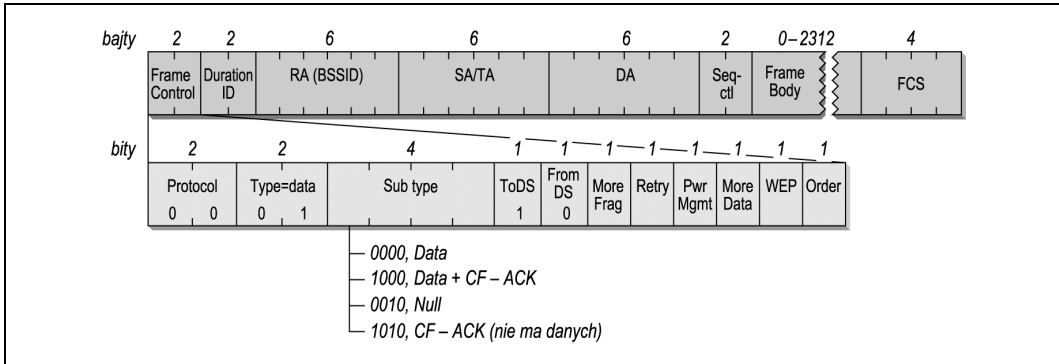 bajty 2 2 6 6 6 2 0–2312 4
Frame Control Duration ID RA (BSSID) SA/TA DA Seq-ctl Frame Body FCS
bity 2 2 4 1 1 1 1 1 1 1 1
Protocol Type=data Sub type ToDS From DS More Frag Retry Pwr Mgmt More Data WEP Order
0 0 0 1 1 0
0000, Data
1000, Data + CF – ACK
0010, Null
1010, CF – ACK (nie ma danych)